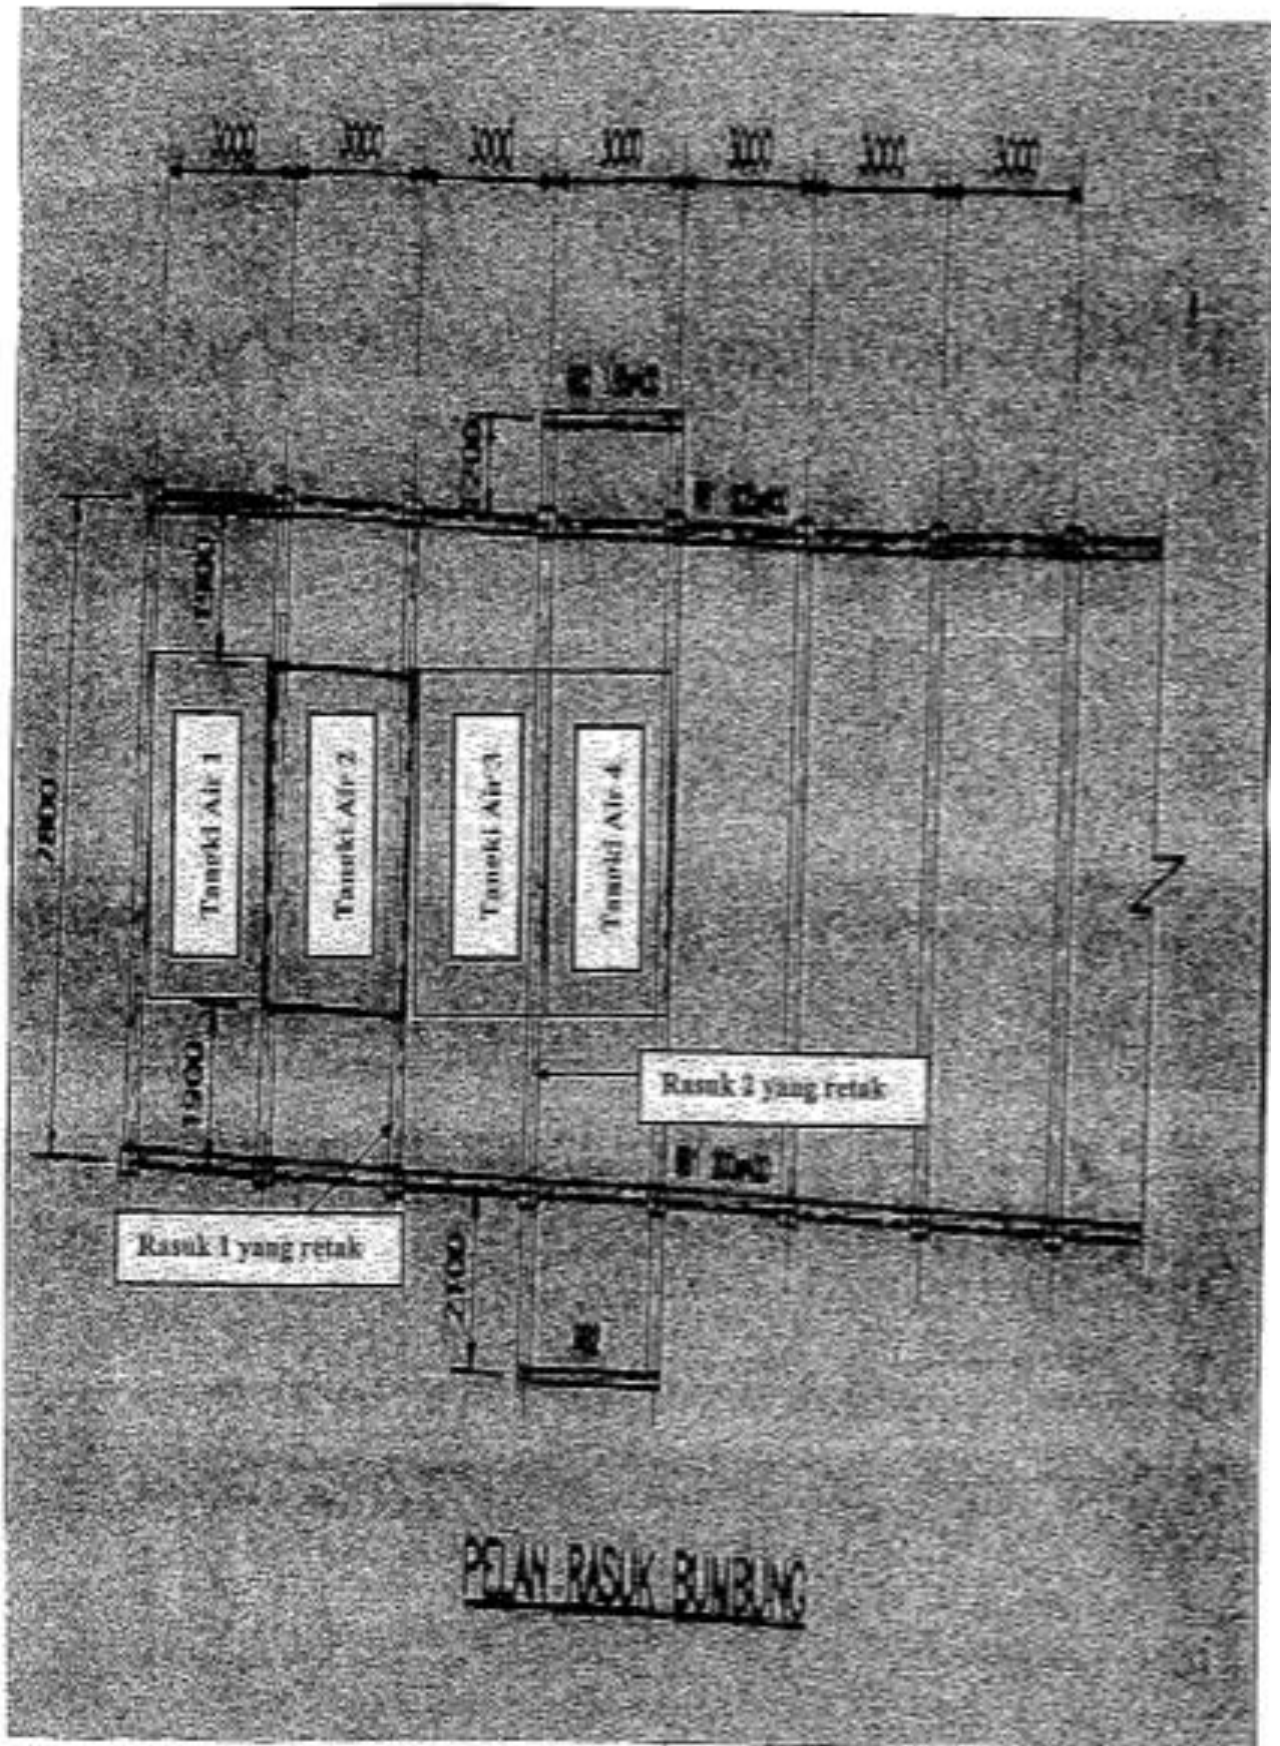 3000 3000 3000 3000 3000 3000 3000
1900
7800
Tangki Air 1
Tangki Air 2
Tangki Air 3
Tangki Air 4
Rasuk 2 yang retak
1900
Rasuk 1 yang retak
2100
PELAN RASUK BUMBUNG